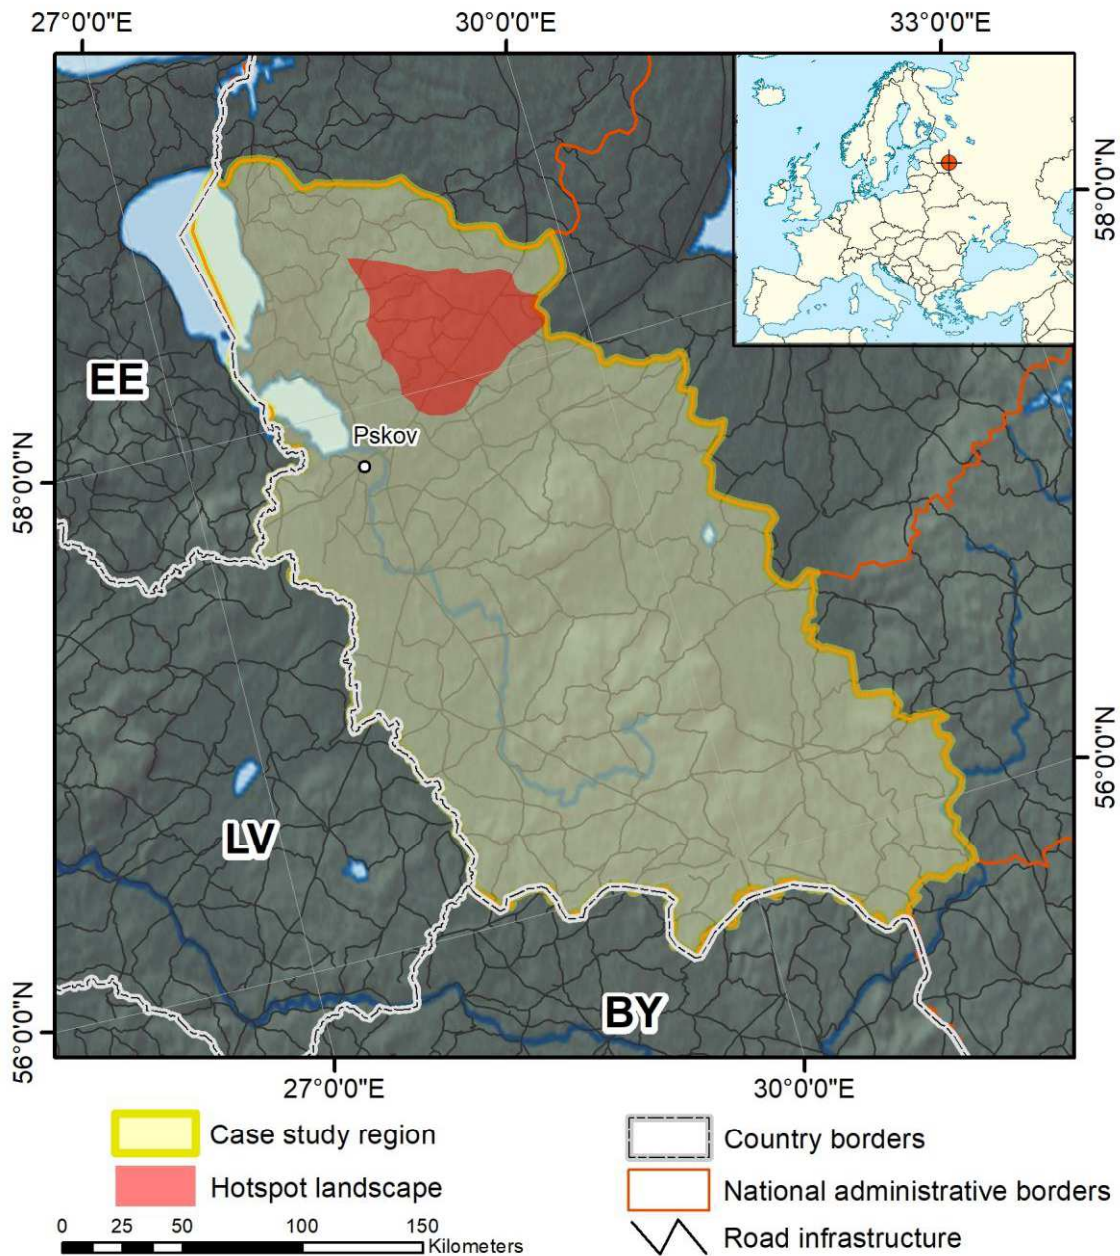 27°0'0"E
30°0'0"E
33°0'0"E
58°0'0"N
EE
Pskov
58°0'0"N
56°0'0"N
LV
BY
56°0'0"N
27°0'0"E
30°0'0"E
Case study region
Country borders
Hotspot landscape
National administrative borders
0 25 50 100 150
Kilometers
Road infrastructure